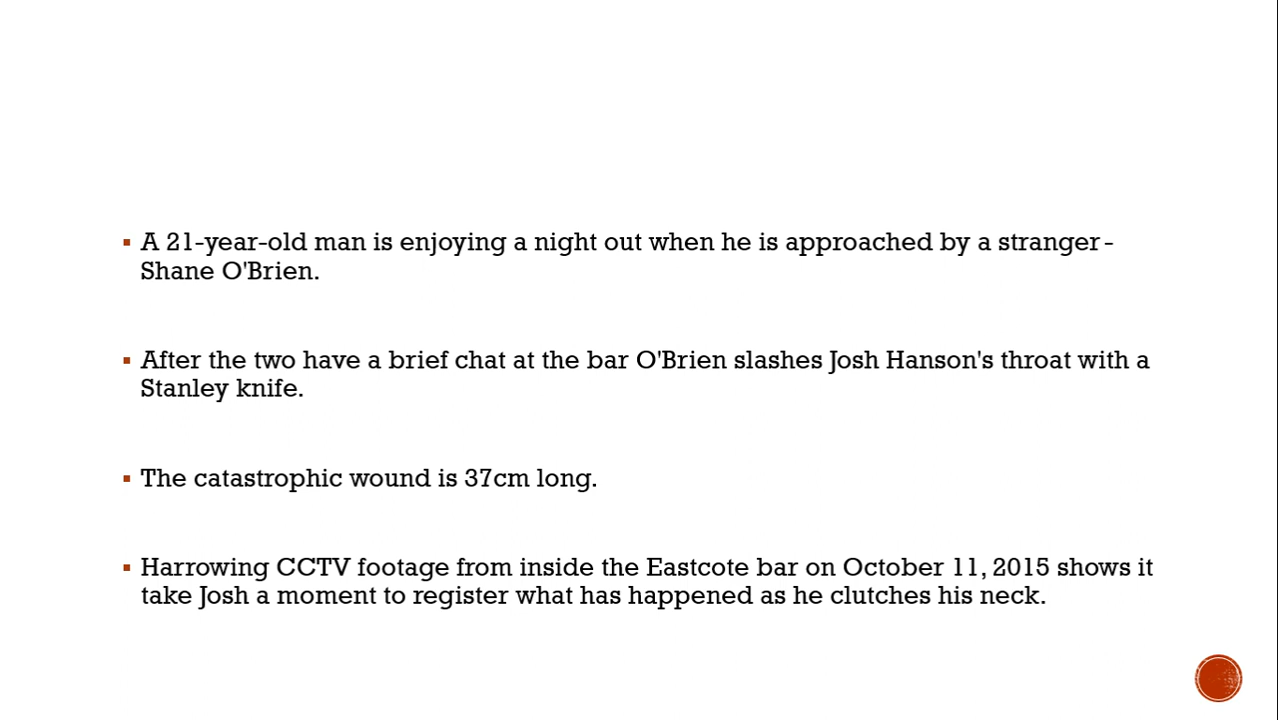 ▪ A 21-year-old man is enjoying a night out when he is approached by a stranger -
Shane O'Brien.
▪ After the two have a brief chat at the bar O'Brien slashes Josh Hanson's throat with a
Stanley knife.
▪ The catastrophic wound is 37cm long.
▪ Harrowing CCTV footage from inside the Eastcote bar on October 11, 2015 shows it
take Josh a moment to register what has happened as he clutches his neck.